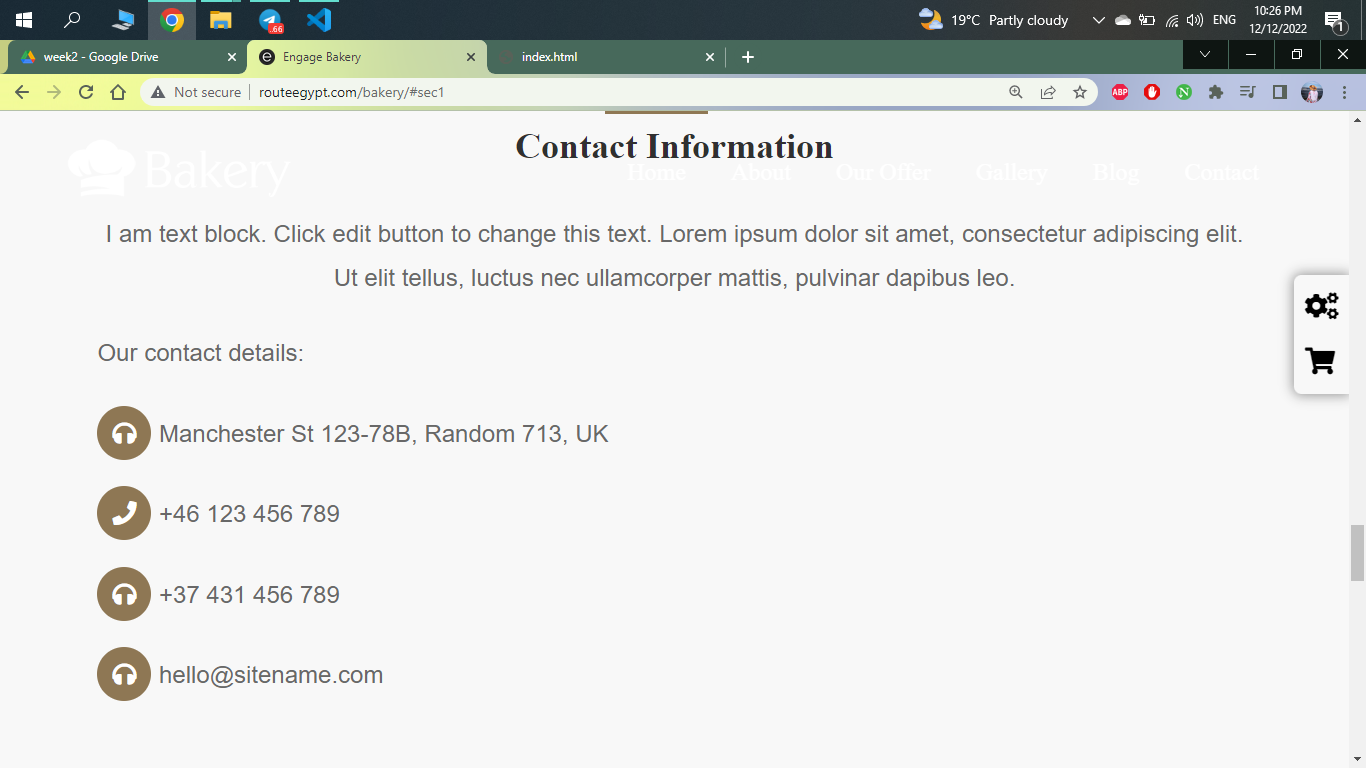 10:26 PM
19°C Partly cloudy
ENG
12/12/2022
.66
1
week2 - Google Drive
Engage Bakery
index.html
Not secure
routeegypt.com/bakery/#sec1
ABP
N
Contact Information
Bakery
Home About Our Offer Gallery Blog Contact
I am text block. Click edit button to change this text. Lorem ipsum dolor sit amet, consectetur adipiscing elit.
Ut elit tellus, luctus nec ullamcorper mattis, pulvinar dapibus leo.
Our contact details:
Manchester St 123-78B, Random 713, UK
+46 123 456 789
+37 431 456 789
hello@sitename.com